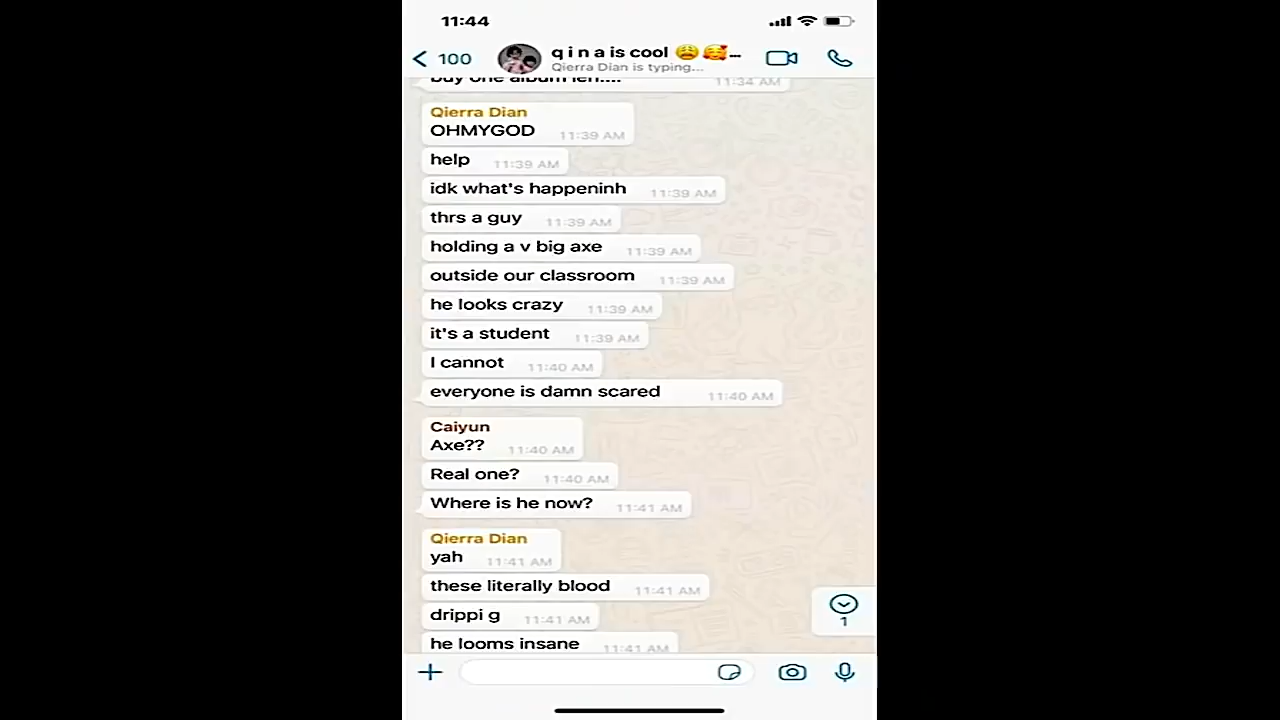 11:44
100
q i n a is cool 😩🥰...
Qierra Dian is typing...
buy one album leh.... 11:34 AM
Qierra Dian
OHMYGOD 11:39 AM
help 11:39 AM
idk what's happeninh 11:39 AM
thrs a guy 11:39 AM
holding a v big axe 11:39 AM
outside our classroom 11:39 AM
he looks crazy 11:39 AM
it's a student 11:39 AM
I cannot 11:40 AM
everyone is damn scared 11:40 AM
Caiyun
Axe?? 11:40 AM
Real one? 11:40 AM
Where is he now? 11:41 AM
Qierra Dian
yah 11:41 AM
these literally blood 11:41 AM
drippi g 11:41 AM
1
he looms insane 11:41 AM